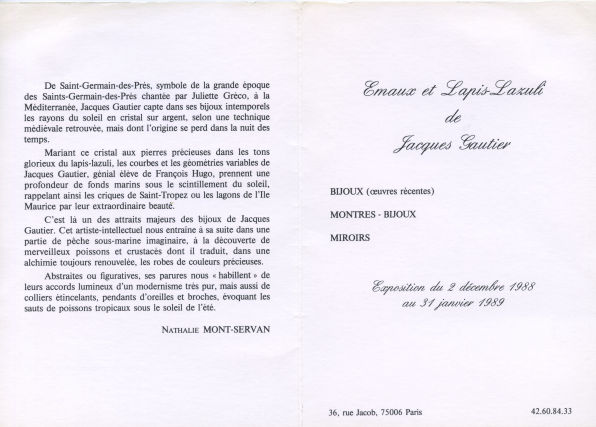 De Saint-Germain-des-Prés, symbole de la grande époque
des Saints-Germain-des-Prés chantée par Juliette Gréco, à la
Méditerranée, Jacques Gautier capte dans ses bijoux intemporels
les rayons du soleil en cristal sur argent, selon une technique
médiévale retrouvée, mais dont l'origine se perd dans la nuit des
temps.
Mariant ce cristal aux pierres précieuses dans les tons
glorieux du lapis-lazuli, les courbes et les géométries variables de
Jacques Gautier, génial élève de François Hugo, prennent une
profondeur de fonds marins sous le scintillement du soleil,
rappelant ainsi les criques de Saint-Tropez ou les lagons de l'Ile
Maurice par leur extraordinaire beauté.
C'est là un des attraits majeurs des bijoux de Jacques
Gautier. Cet artiste-intellectuel nous entraîne à sa suite dans une
partie de pêche sous-marine imaginaire, à la découverte de
merveilleux poissons et crustacés dont il traduit, dans une
alchimie toujours renouvelée, les robes de couleurs précieuses.
Abstraites ou figuratives, ses parures nous « habillent » de
leurs accords lumineux d'un modernisme très pur, mais aussi de
colliers étincelants, pendants d'oreilles et broches, évoquant les
sauts de poissons tropicaux sous le soleil de l'été.
NATHALIE MONT-SERVAN
Emaux et Lapis-Lazuli
de
Jacques Gautier
BIJOUX (œuvres récentes)
MONTRES - BIJOUX
MIROIRS
Exposition du 2 décembre 1988
au 31 janvier 1989
36, rue Jacob, 75006 Paris
42.60.84.33